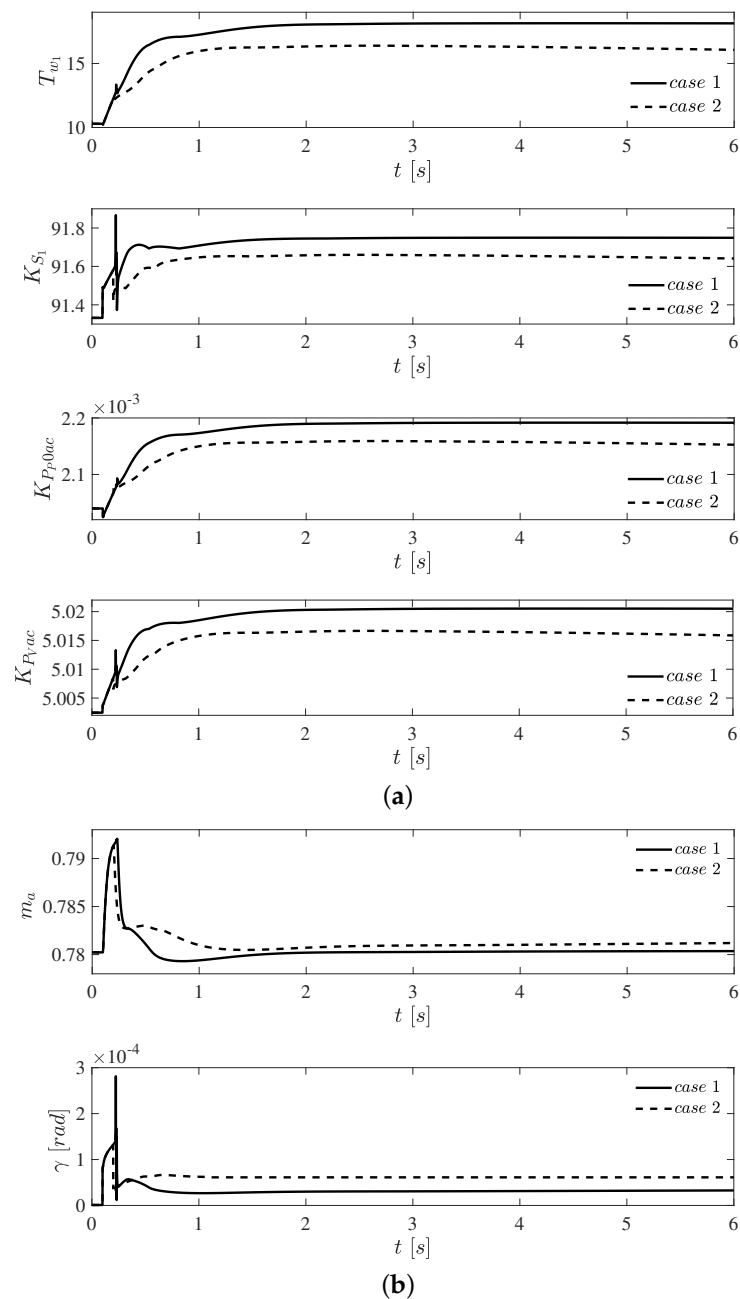 T_{w_1}
15
10
case 1
case 2
0 1 2 3 4 5 6
t [s]
K_{S_1}
91.8
91.6
91.4
case 1
case 2
0 1 2 3 4 5 6
t [s]
×10^{-3}
K_{P_P0ac}
2.2
2.1
case 1
case 2
0 1 2 3 4 5 6
t [s]
K_{P_Vac}
5.02
5.015
5.01
5.005
case 1
case 2
0 1 2 3 4 5 6
t [s]
(a)
m_a
0.79
0.785
0.78
case 1
case 2
0 1 2 3 4 5 6
t [s]
×10^{-4}
γ [rad]
3
2
1
0
case 1
case 2
0 1 2 3 4 5 6
t [s]
(b)